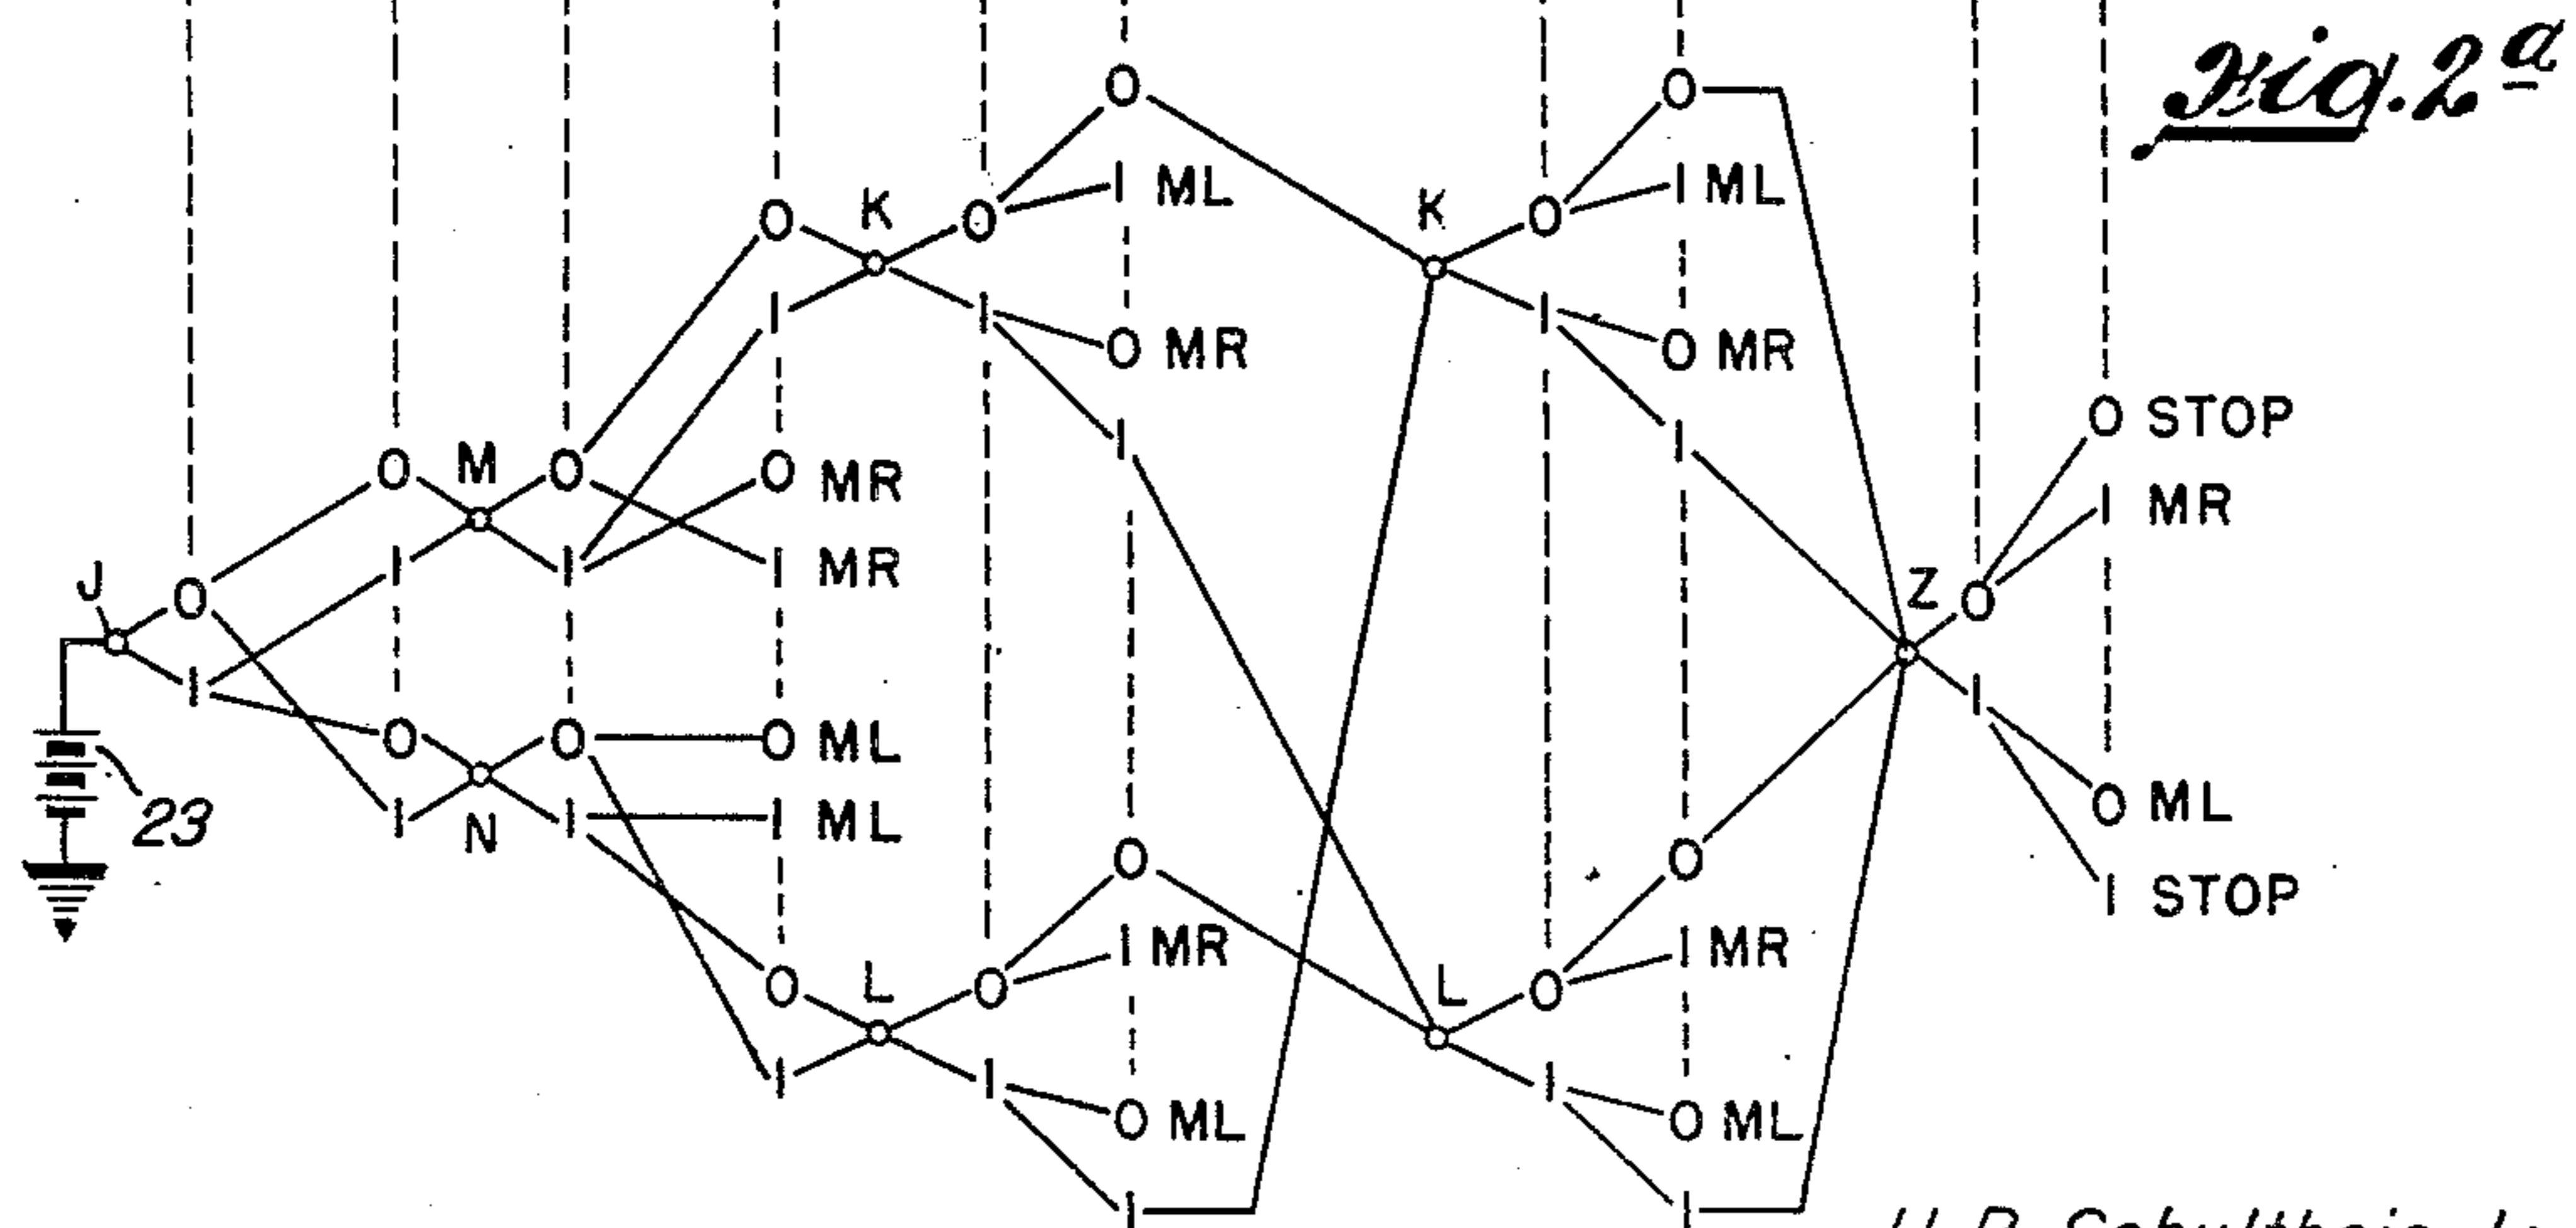 Fig. 2a
O O
I ML I ML
O K O K O
I I O MR I O MR
I I
O STOP
I MR
O M O O MR
I I I MR
J O Z O
I I
O O O ML O ML
23 I N I I ML I STOP
O O
O L O I MR L O I MR
I I O ML I O ML
I I